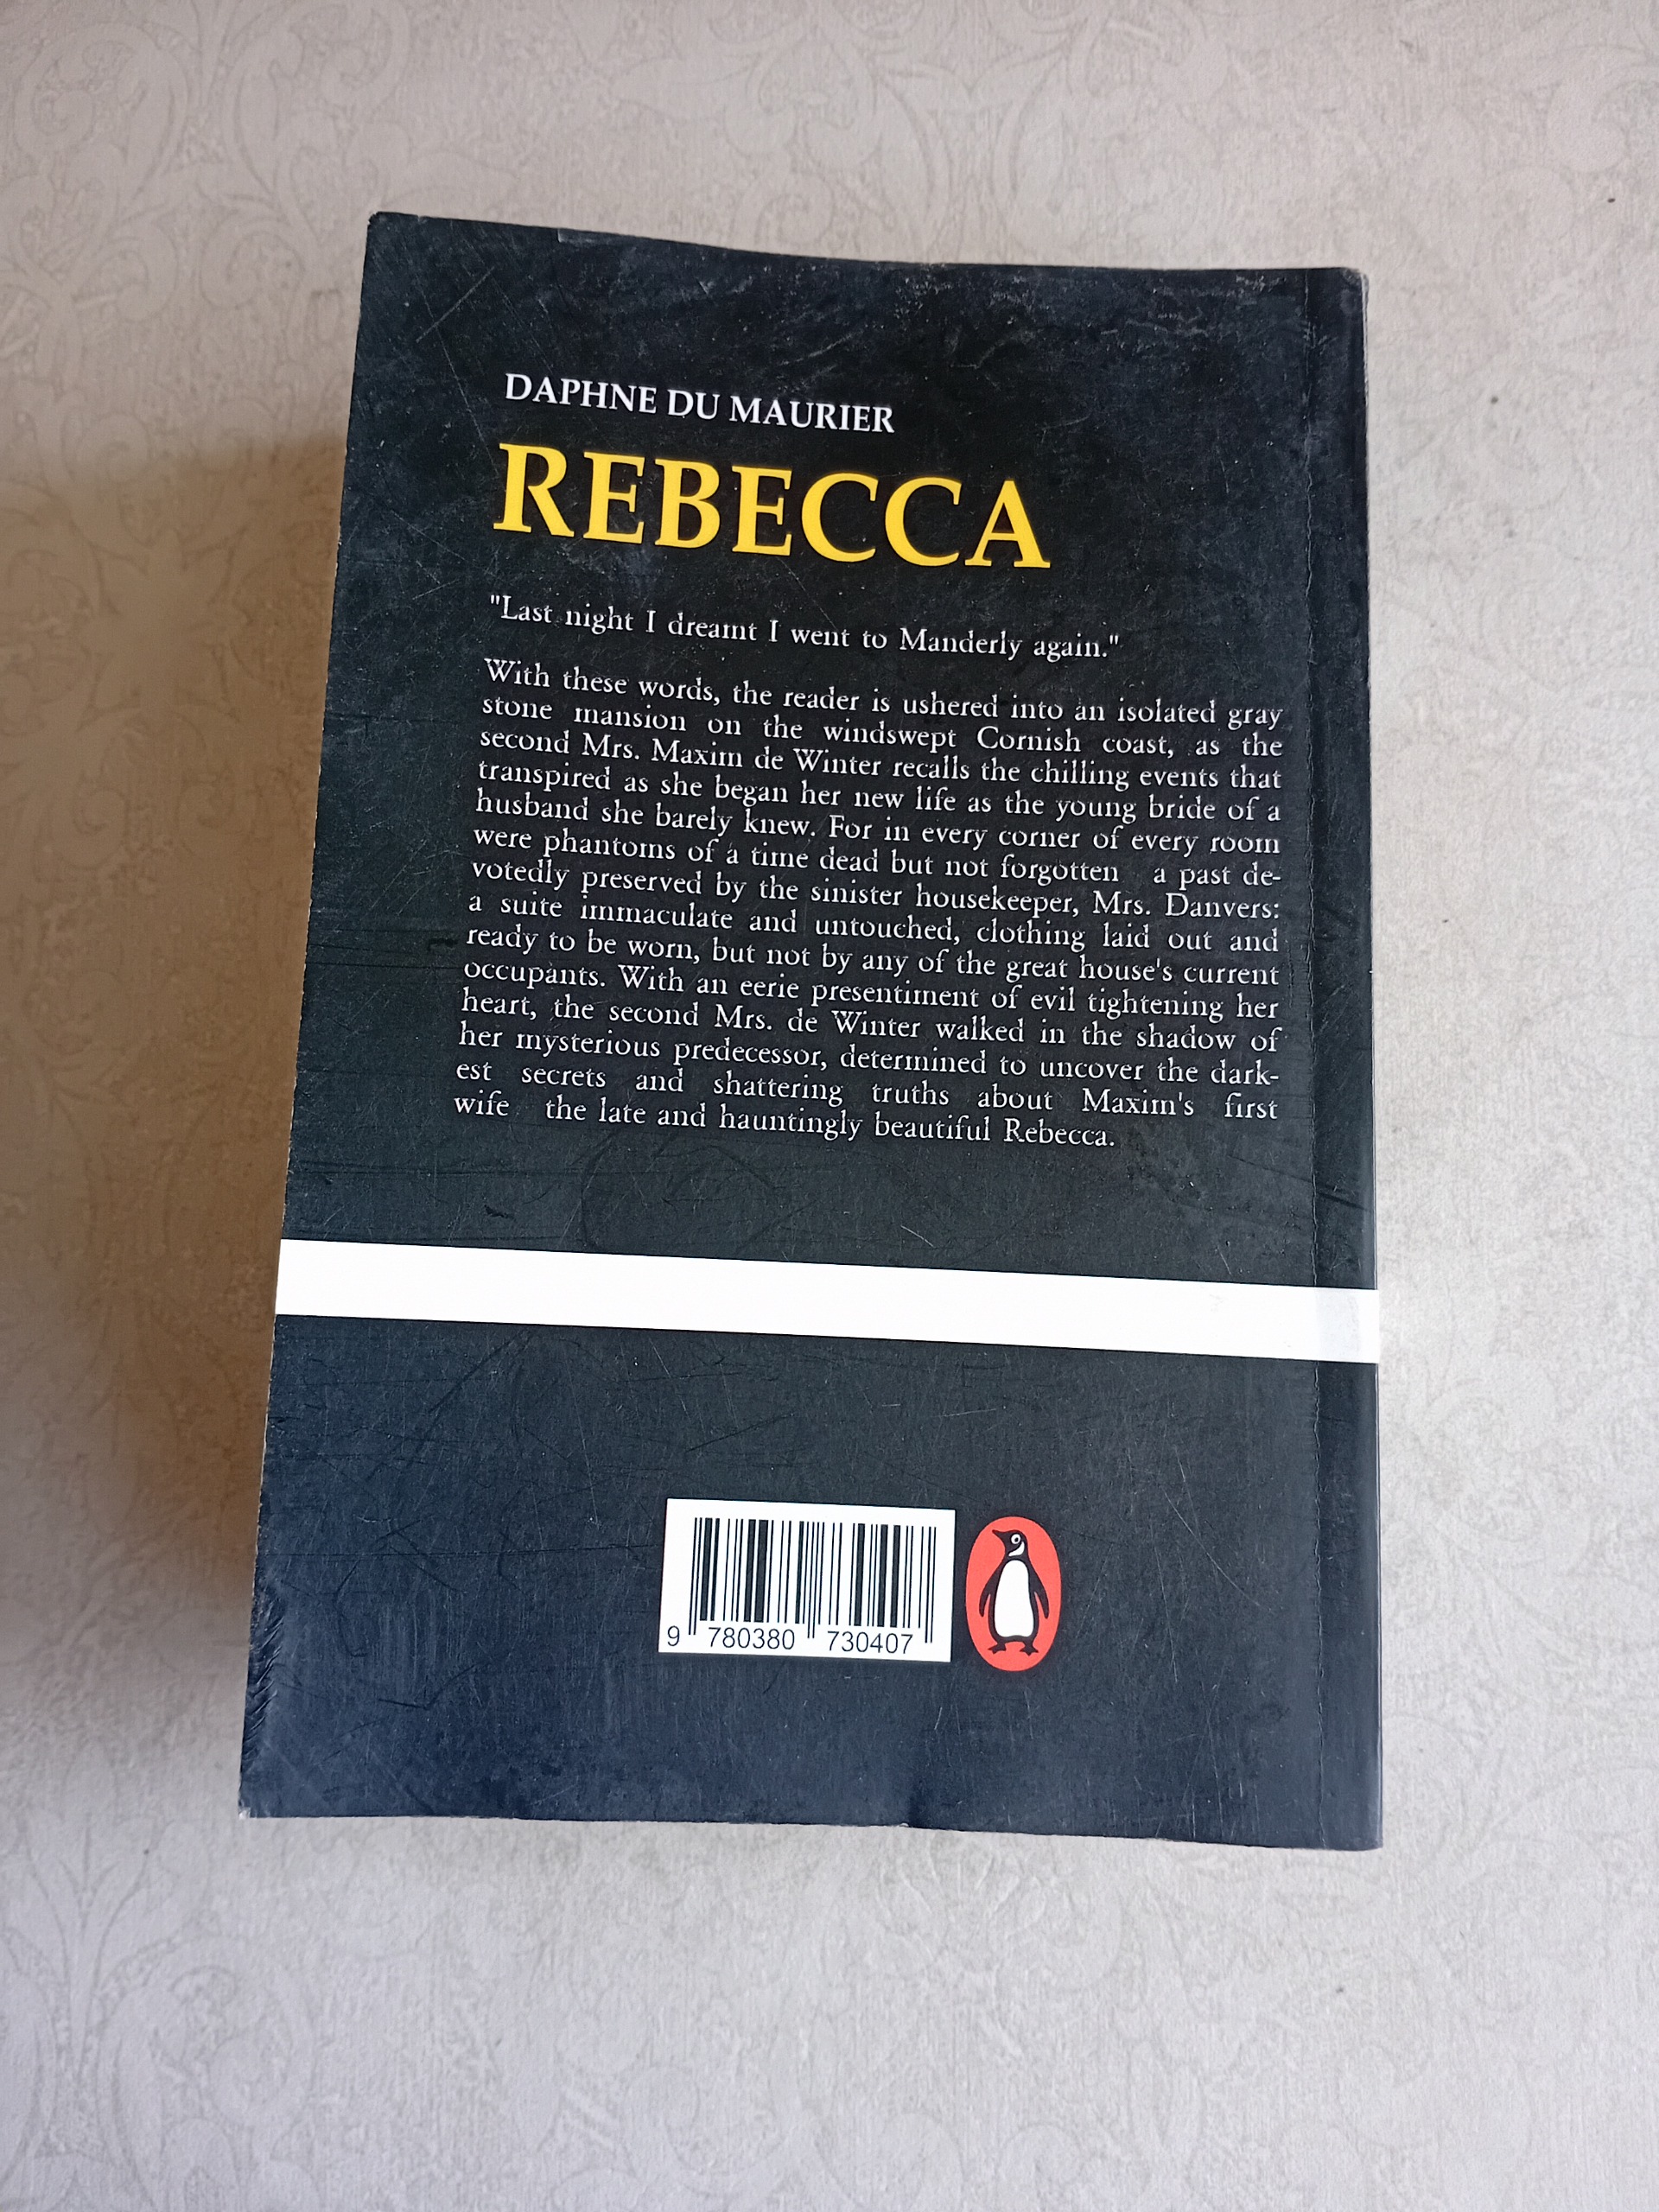 DAPHNE DU MAURIER
REBECCA
"Last night I dreamt I went to Manderly again."
With these words, the reader is ushered into an isolated gray
stone mansion on the windswept Cornish coast, as the
second Mrs. Maxim de Winter recalls the chilling events that
transpired as she began her new life as the young bride of a
husband she barely knew. For in every corner of every room
were phantoms of a time dead but not forgotten a past de-
votedly preserved by the sinister housekeeper, Mrs. Danvers:
a suite immaculate and untouched, clothing laid out and
ready to be worn, but not by any of the great house's current
occupants. With an eerie presentiment of evil tightening her
heart, the second Mrs. de Winter walked in the shadow of
her mysterious predecessor, determined to uncover the dark-
est secrets and shattering truths about Maxim's first
wife the late and hauntingly beautiful Rebecca.
9 780380 730407